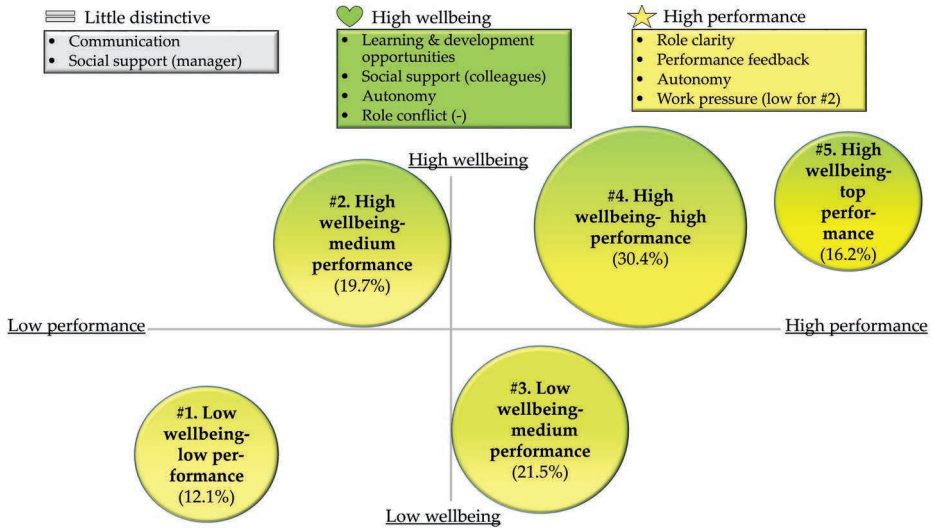 Little distinctive
• Communication
• Social support (manager)
High wellbeing
• Learning & development
opportunities
• Social support (colleagues)
• Autonomy
• Role conflict (-)
High performance
• Role clarity
• Performance feedback
• Autonomy
• Work pressure (low for #2)
High wellbeing
#2. High
wellbeing-
medium
performance
(19.7%)
#4. High
wellbeing- high
performance
(30.4%)
#5. High
wellbeing-
top
perfor-
mance
(16.2%)
Low performance
High performance
#1. Low
wellbeing-
low per-
formance
(12.1%)
#3. Low
wellbeing-
medium
performance
(21.5%)
Low wellbeing